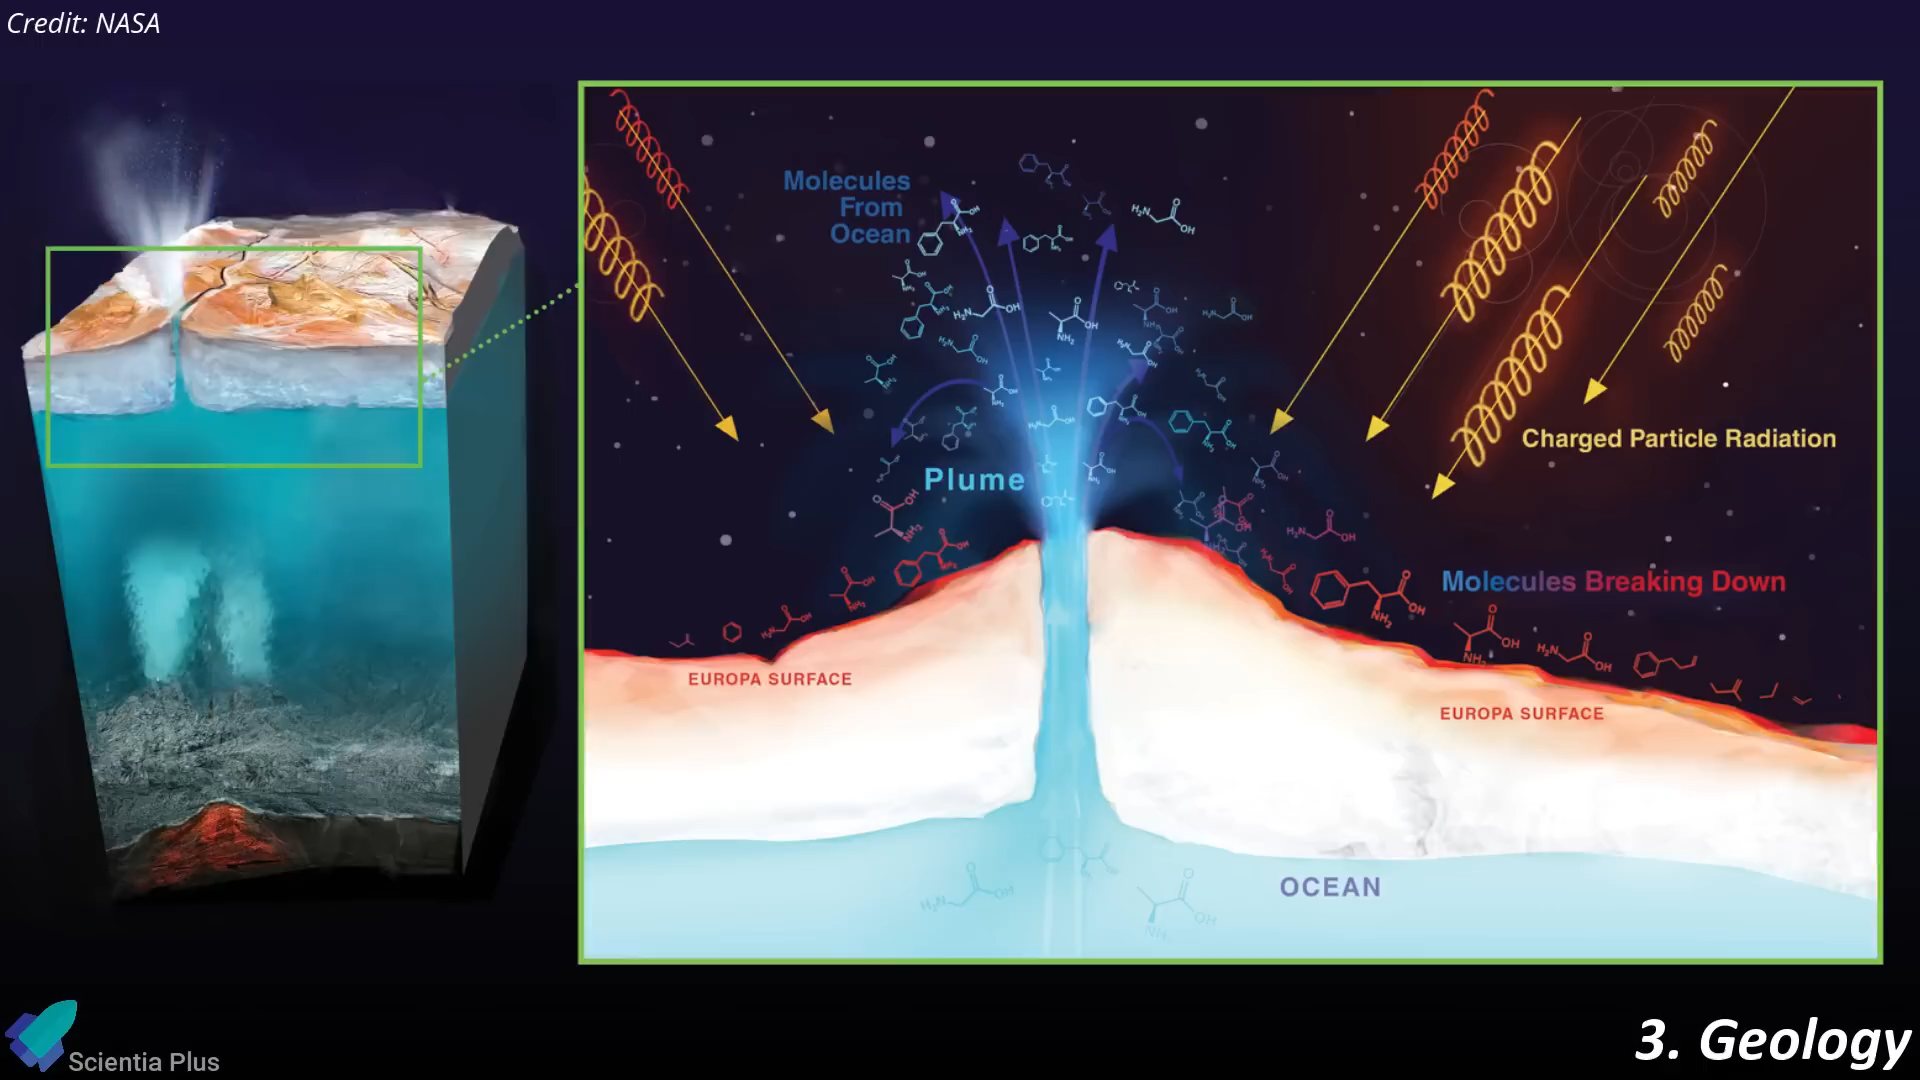 Credit: NASA
Molecules
From
Ocean
Plume
Charged Particle Radiation
Molecules Breaking Down
EUROPA SURFACE
EUROPA SURFACE
OCEAN
Scientia Plus
3. Geology